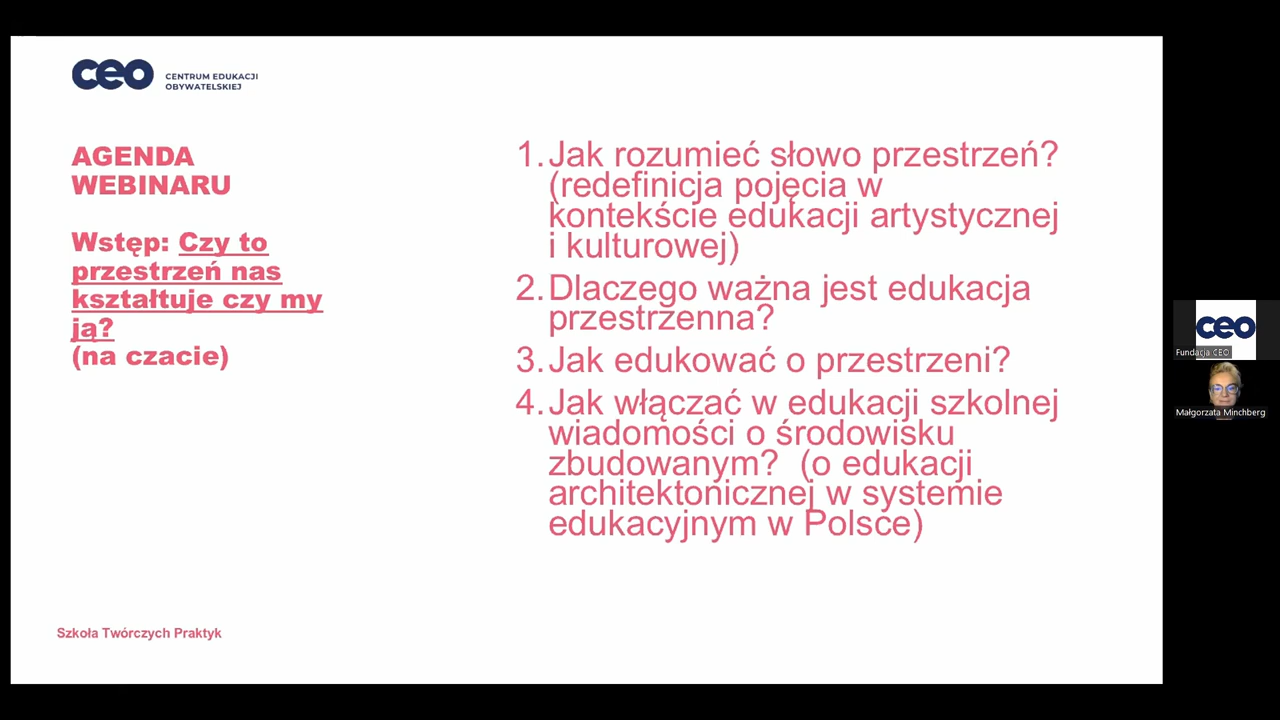 ceo CENTRUM EDUKACJI
OBYWATELSKIEJ
AGENDA
WEBINARU
Wstęp: Czy to
przestrzeń nas
kształtuje czy my
ją?
(na czacie)
1. Jak rozumieć słowo przestrzeń?
(redefinicja pojęcia w
kontekście edukacji artystycznej
i kulturowej)
2. Dlaczego ważna jest edukacja
przestrzenna?
3. Jak edukować o przestrzeni?
4. Jak włączać w edukacji szkolnej
wiadomości o środowisku
zbudowanym? (o edukacji
architektonicznej w systemie
edukacyjnym w Polsce)
Szkoła Twórczych Praktyk
ceo
Fundacja CEO
Małgorzata Minchberg